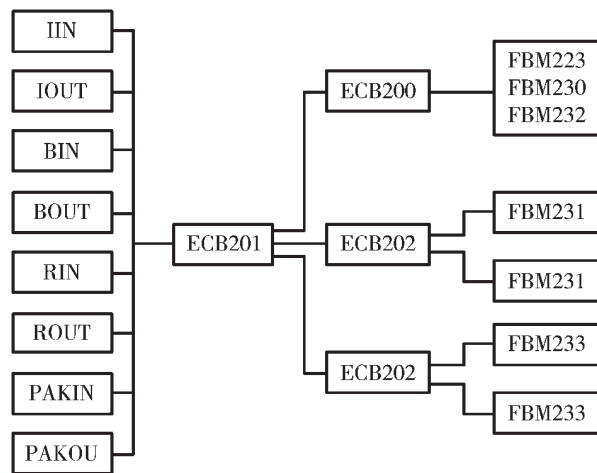 IIN
IOUT
BIN
BOUT
RIN
ROUT
PAKIN
PAKOU
ECB201
ECB200
ECB202
ECB202
FBM223
FBM230
FBM232
FBM231
FBM231
FBM233
FBM233